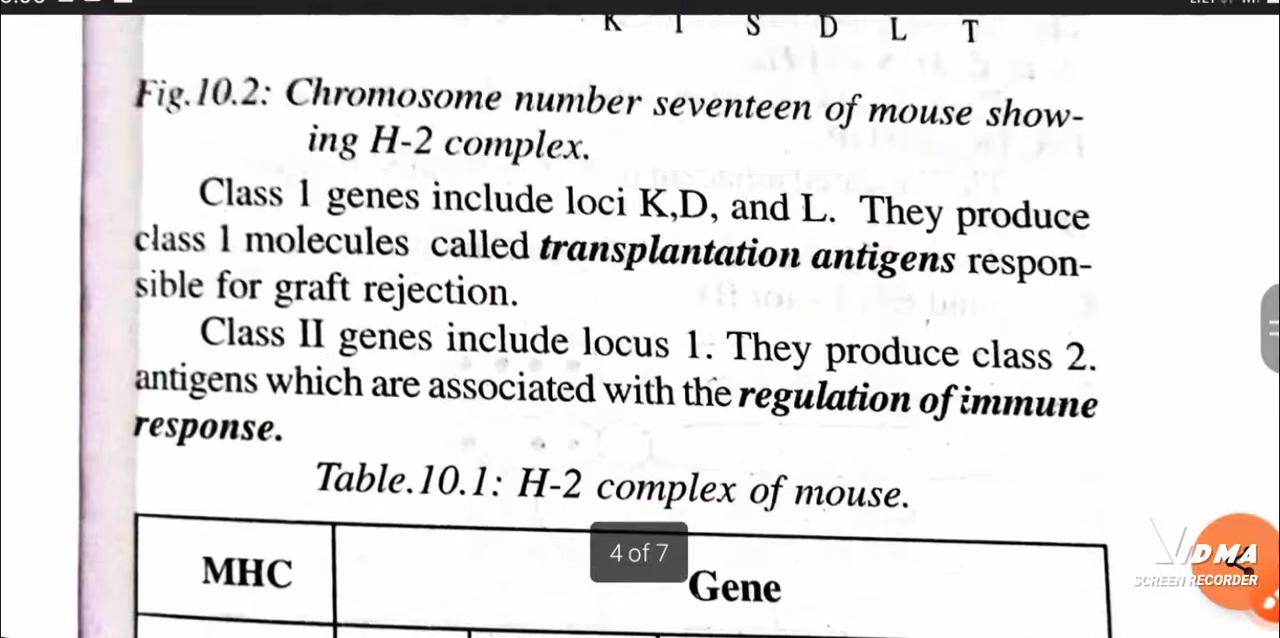 K I S D L T
Fig.10.2: Chromosome number seventeen of mouse show-
ing H-2 complex.
Class 1 genes include loci K,D, and L. They produce
class 1 molecules called transplantation antigens respon-
sible for graft rejection.
Class II genes include locus 1. They produce class 2.
antigens which are associated with the regulation of immune
response.
Table.10.1: H-2 complex of mouse.
MHC
Gene
4 of 7
VDMA
SCREEN RECORDER